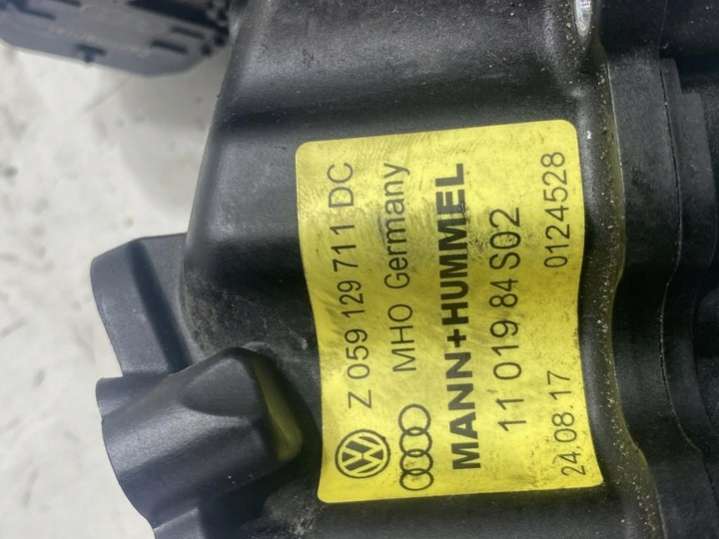 Z 059 129 711 DC
MHO Germany
MANN+HUMMEL
11 019 84 S02
24.08.17 0124528